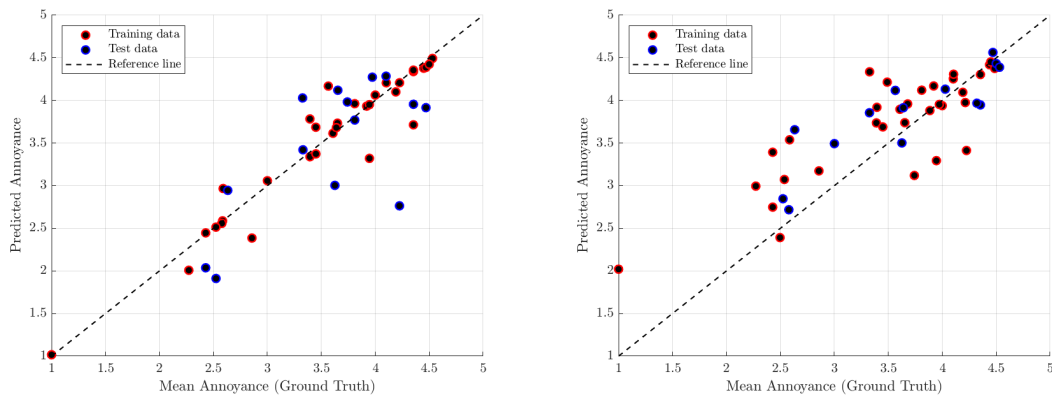 5
4.5
4
3.5
3
2.5
2
1.5
1
Predicted Annoyance
Training data
Test data
Reference line
1 1.5 2 2.5 3 3.5 4 4.5 5
Mean Annoyance (Ground Truth)
5
4.5
4
3.5
3
2.5
2
1.5
1
Predicted Annoyance
Training data
Test data
Reference line
1 1.5 2 2.5 3 3.5 4 4.5 5
Mean Annoyance (Ground Truth)